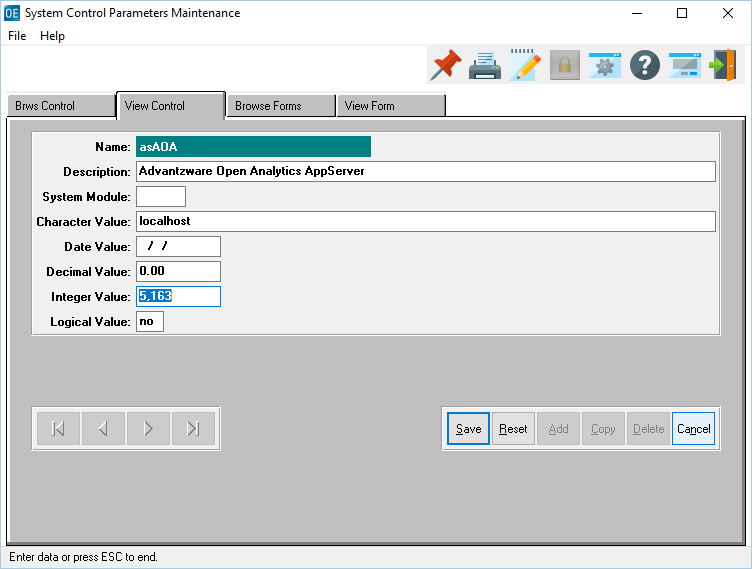 OE System Control Parameters Maintenance
File Help
Brws Control View Control Browse Forms View Form
Name: asAOA
Description: Advantzware Open Analytics AppServer
System Module:
Character Value: localhost
Date Value: / /
Decimal Value: 0.00
Integer Value: 5,163
Logical Value: no
Save Reset Add Copy Delete Cancel
Enter data or press ESC to end.